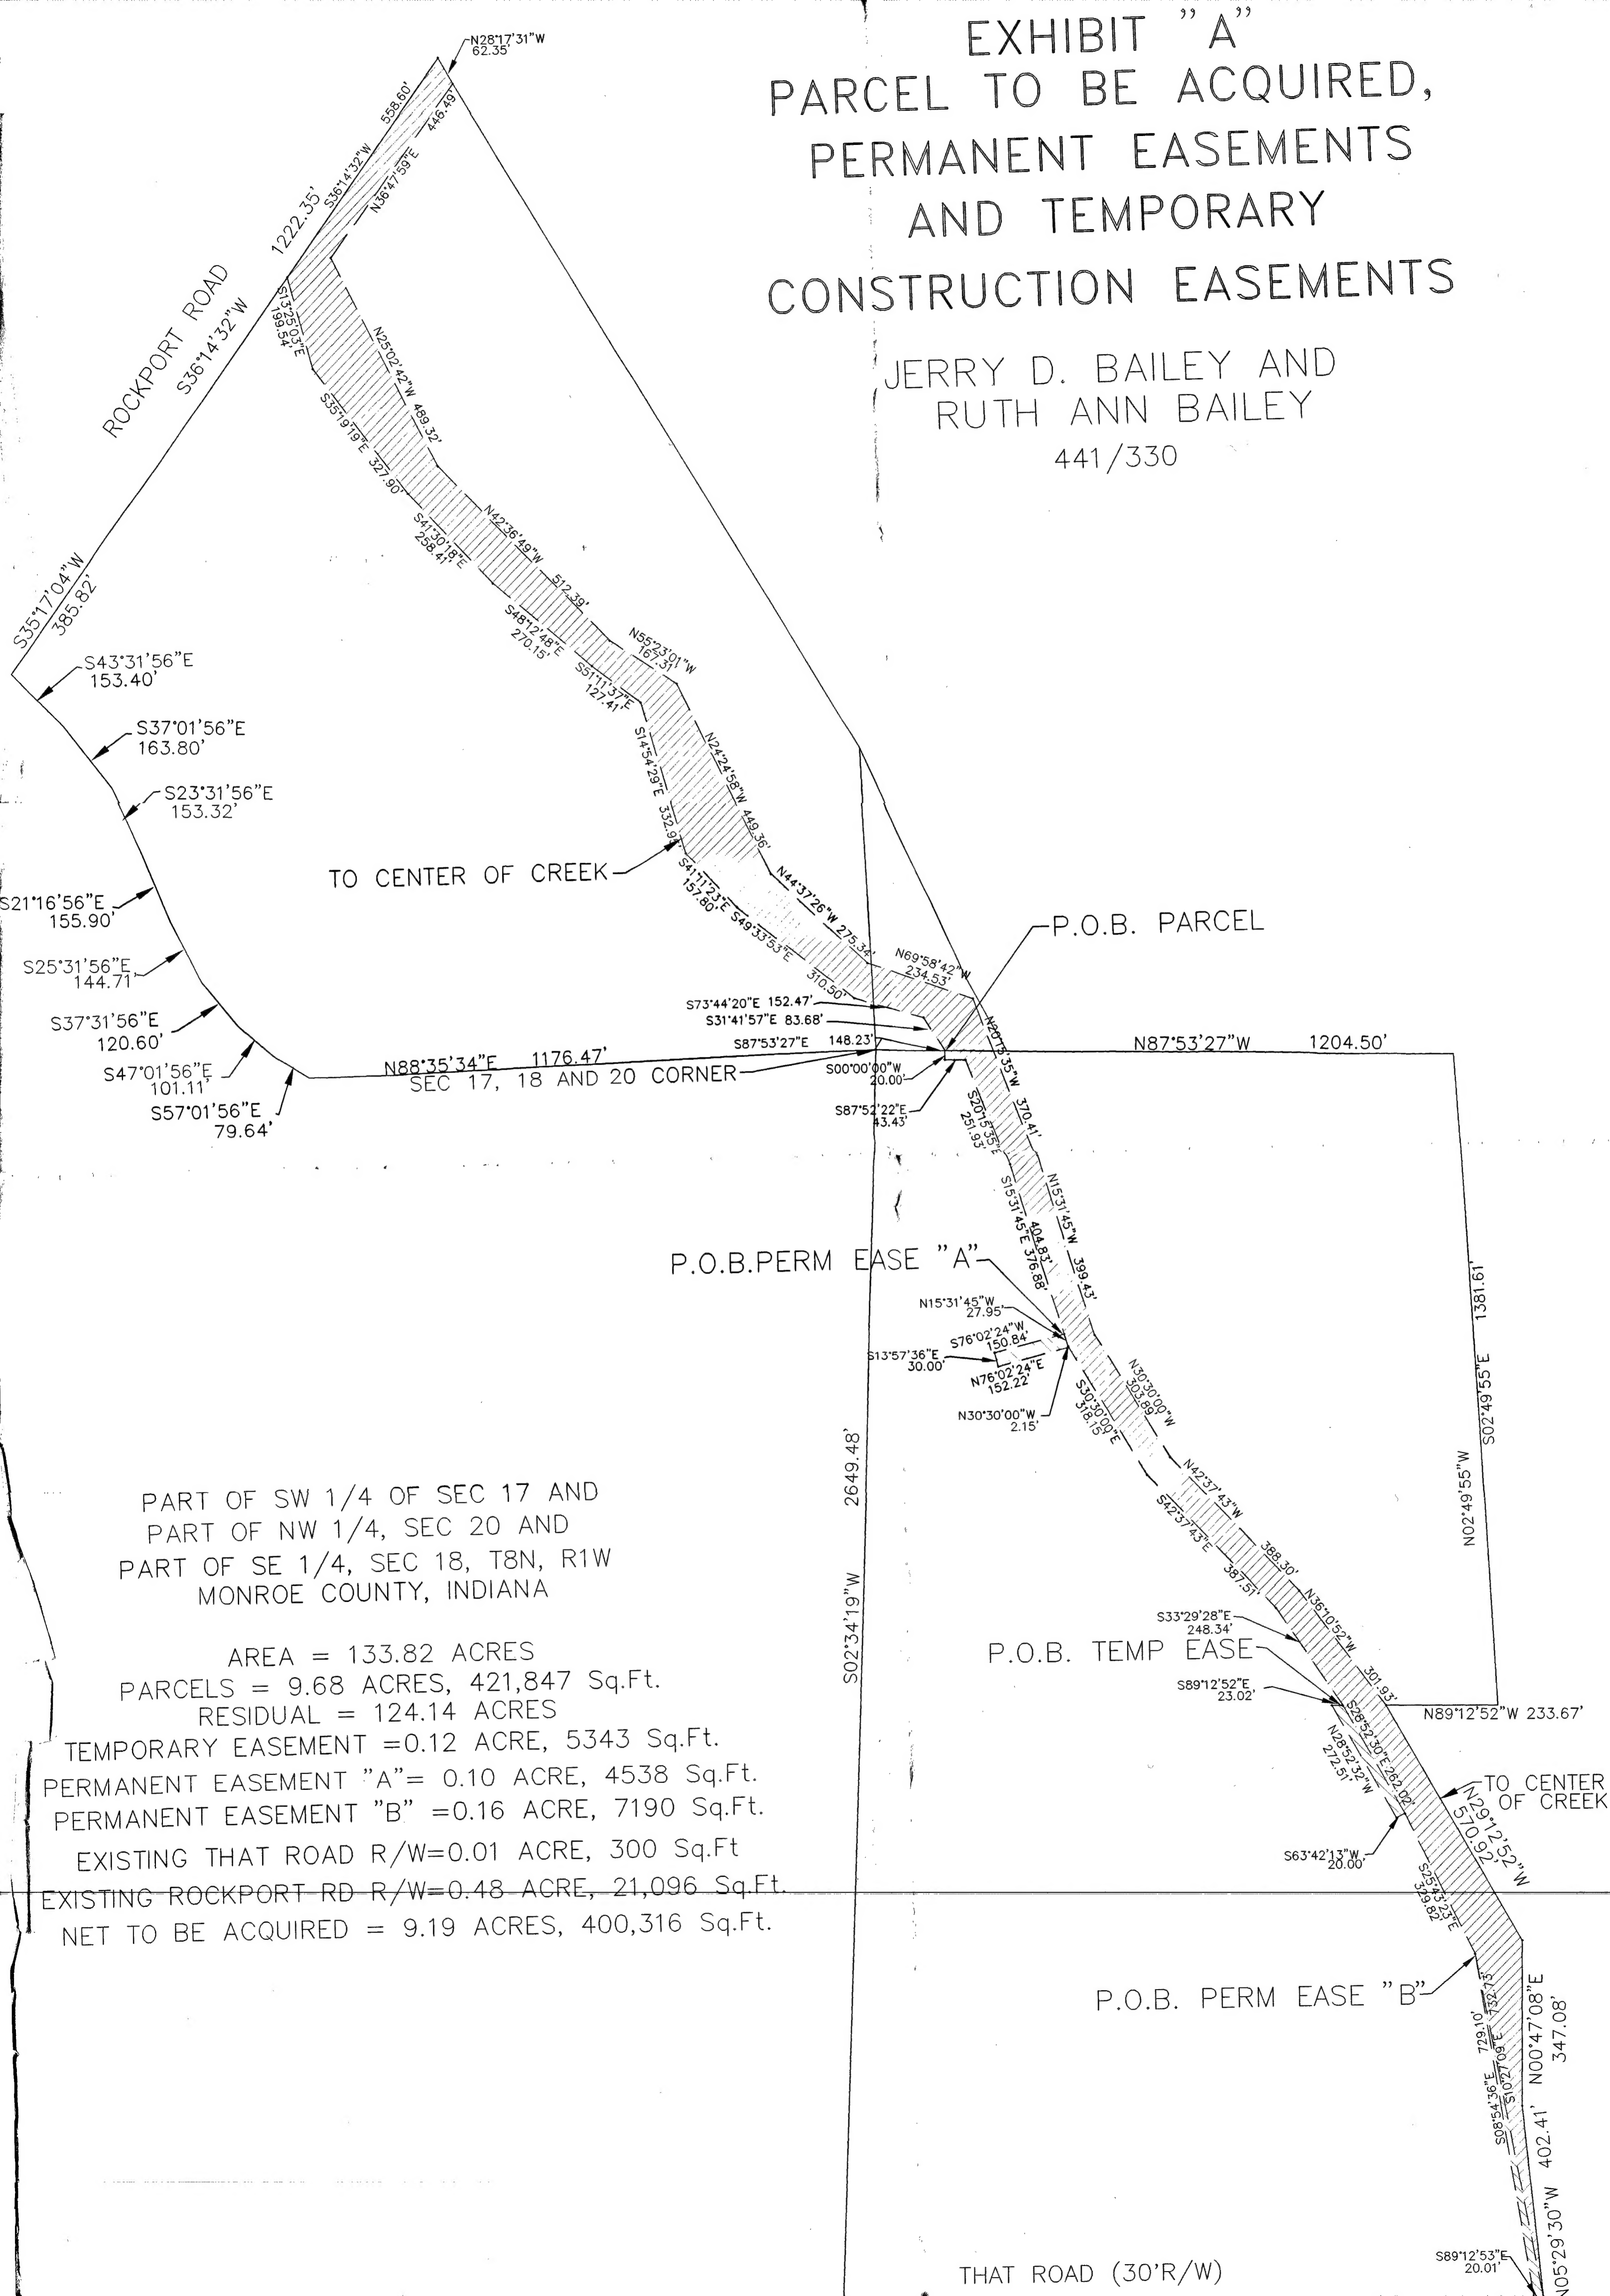 EXHIBIT "A"
PARCEL TO BE ACQUIRED,
PERMANENT EASEMENTS
AND TEMPORARY
CONSTRUCTION EASEMENTS
JERRY D. BAILEY AND
RUTH ANN BAILEY
441/330
N28°17'31"W
62.35'
558.60'
S36°14'32"W
446.49'
N36°47'59"E
1222.35'
ROCKPORT ROAD
S36°14'32"W
S13°25'03"E
199.54'
N25°02'42"W 489.32'
S35°19'19"E 327.90'
S41°30'18"E
258.41'
N42°36'49"W 512.39'
S48°12'48"E
270.15'
N55°23'01"W
167.31'
S51°11'37"E
127.41'
S35°17'04"W
385.82'
S43°31'56"E
153.40'
S37°01'56"E
163.80'
S23°31'56"E
153.32'
S21°16'56"E
155.90'
S25°31'56"E
144.71'
S37°31'56"E
120.60'
S47°01'56"E
101.11'
S57°01'56"E
79.64'
S14°54'29"E
N24°24'58"W 449.36'
TO CENTER OF CREEK
S41°11'23"E
157.80'
S49°33'53"E 310.50'
N44°37'26"W 275.34'
N69°58'42"W
234.53'
P.O.B. PARCEL
S73°44'20"E 152.47'
S31°41'57"E 83.68'
S87°53'27"E 148.23'
N88°35'34"E 1176.47'
SEC 17, 18 AND 20 CORNER
S00°00'00"W
20.00'
S87°52'22"E
43.43'
N87°53'27"W 1204.50'
N20°15'35"W 370.41'
S20°15'35"E
251.93'
S15°31'45"E 376.88'
404.83'
N15°31'45"W 399.43'
P.O.B.PERM EASE "A"
N15°31'45"W
27.95'
S76°02'24"W
150.84'
S13°57'36"E
30.00'
N76°02'24"E
152.22'
N30°30'00"W
2.15'
S30°30'00"E
318.15'
N30°30'00"W
303.89'
1381.61'
S02°49'55"E
N02°49'55"W
2649.48'
S02°34'19"W
N42°37'43"W 388.30'
S42°37'43"E 387.51'
S33°29'28"E
248.34'
N36°10'52"W 301.93'
P.O.B. TEMP EASE
S89°12'52"E
23.02'
N89°12'52"W 233.67'
S28°52'30"E 262.02'
N28°52'32"W
272.51'
TO CENTER
OF CREEK
N29°12'52"W
570.92'
S63°42'13"W
20.00'
S25°43'23"E
329.82'
PART OF SW 1/4 OF SEC 17 AND
PART OF NW 1/4, SEC 20 AND
PART OF SE 1/4, SEC 18, T8N, R1W
MONROE COUNTY, INDIANA
AREA = 133.82 ACRES
PARCELS = 9.68 ACRES, 421,847 Sq.Ft.
RESIDUAL = 124.14 ACRES
TEMPORARY EASEMENT =0.12 ACRE, 5343 Sq.Ft.
PERMANENT EASEMENT "A"= 0.10 ACRE, 4538 Sq.Ft.
PERMANENT EASEMENT "B" =0.16 ACRE, 7190 Sq.Ft.
EXISTING THAT ROAD R/W=0.01 ACRE, 300 Sq.Ft
EXISTING ROCKPORT RD R/W=0.48 ACRE, 21,096 Sq.Ft.
NET TO BE ACQUIRED = 9.19 ACRES, 400,316 Sq.Ft.
P.O.B. PERM EASE "B"
S08°54'36"E 729.10'
S10°27'09"E 732.73'
N00°47'08"E
347.08'
N05°29'30"W 402.41'
S89°12'53"E
20.01'
THAT ROAD (30'R/W)